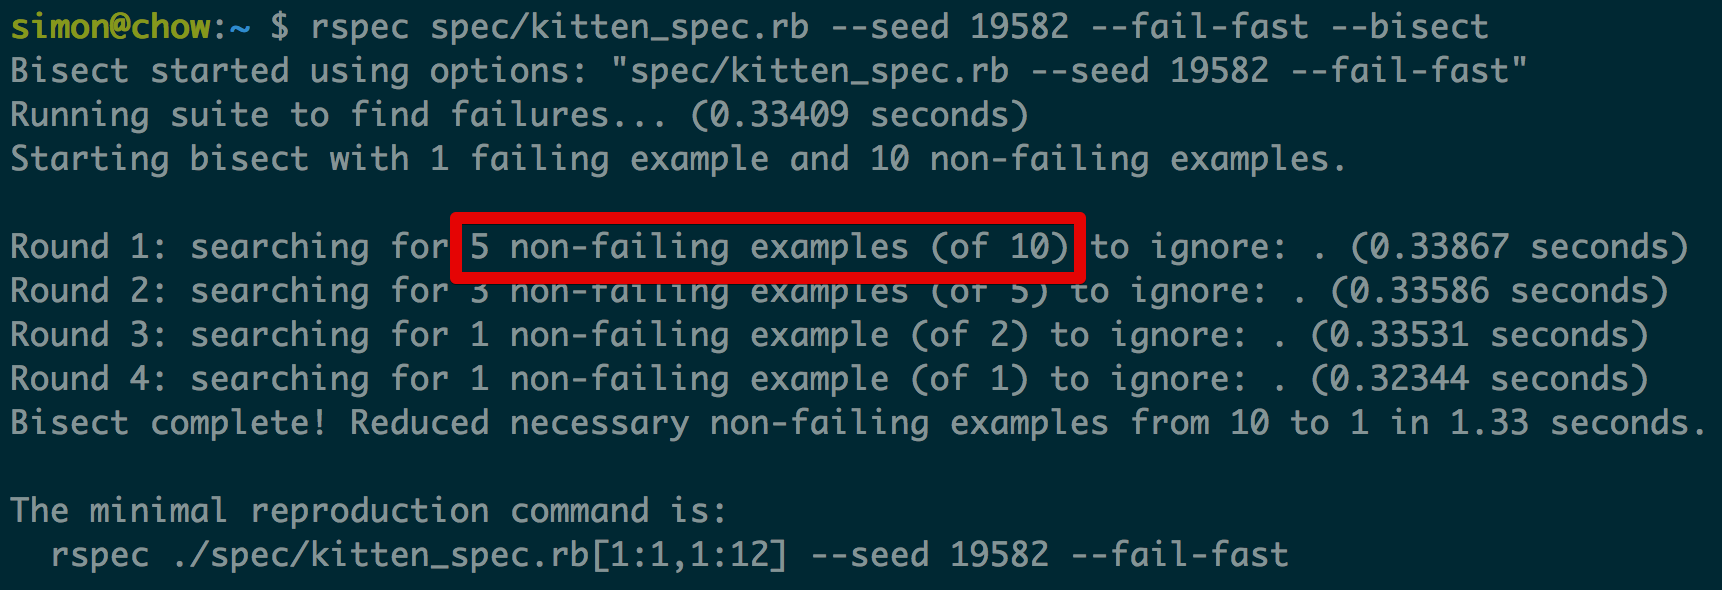 simon@chow:~ $ rspec spec/kitten_spec.rb --seed 19582 --fail-fast --bisect
Bisect started using options: "spec/kitten_spec.rb --seed 19582 --fail-fast"
Running suite to find failures... (0.33409 seconds)
Starting bisect with 1 failing example and 10 non-failing examples.
Round 1: searching for 5 non-failing examples (of 10) to ignore: . (0.33867 seconds)
Round 2: searching for 3 non-failing examples (of 5) to ignore: . (0.33586 seconds)
Round 3: searching for 1 non-failing example (of 2) to ignore: . (0.33531 seconds)
Round 4: searching for 1 non-failing example (of 1) to ignore: . (0.32344 seconds)
Bisect complete! Reduced necessary non-failing examples from 10 to 1 in 1.33 seconds.
The minimal reproduction command is:
rspec ./spec/kitten_spec.rb[1:1,1:12] --seed 19582 --fail-fast